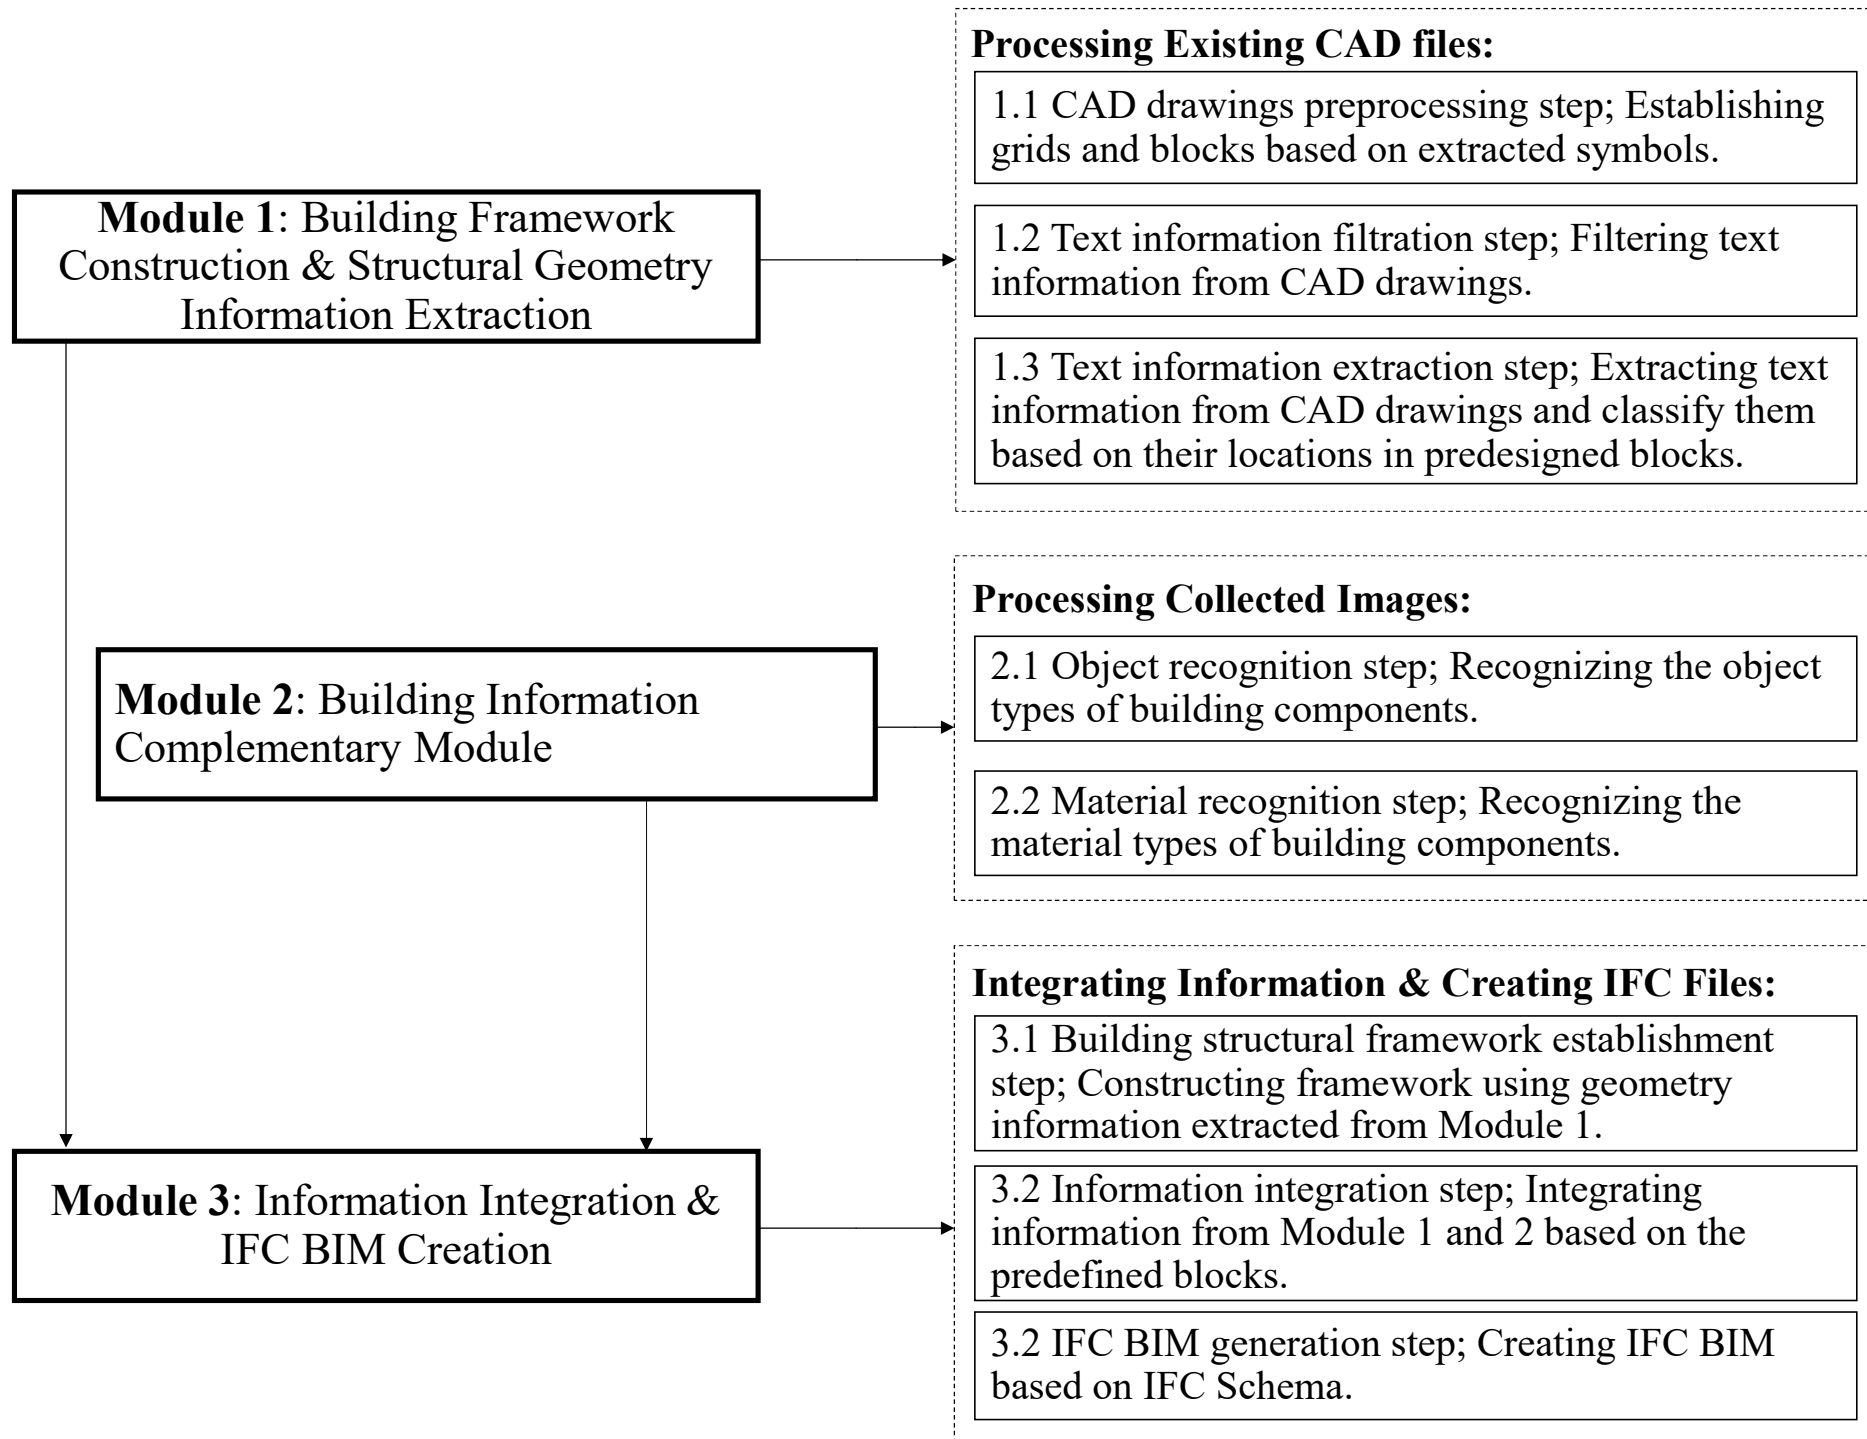 Processing Existing CAD files:
1.1 CAD drawings preprocessing step; Establishing
grids and blocks based on extracted symbols.
Module 1: Building Framework
Construction & Structural Geometry
Information Extraction
1.2 Text information filtration step; Filtering text
information from CAD drawings.
1.3 Text information extraction step; Extracting text
information from CAD drawings and classify them
based on their locations in predesigned blocks.
Processing Collected Images:
Module 2: Building Information
Complementary Module
2.1 Object recognition step; Recognizing the object
types of building components.
2.2 Material recognition step; Recognizing the
material types of building components.
Integrating Information & Creating IFC Files:
3.1 Building structural framework establishment
step; Constructing framework using geometry
information extracted from Module 1.
Module 3: Information Integration &
IFC BIM Creation
3.2 Information integration step; Integrating
information from Module 1 and 2 based on the
predefined blocks.
3.2 IFC BIM generation step; Creating IFC BIM
based on IFC Schema.